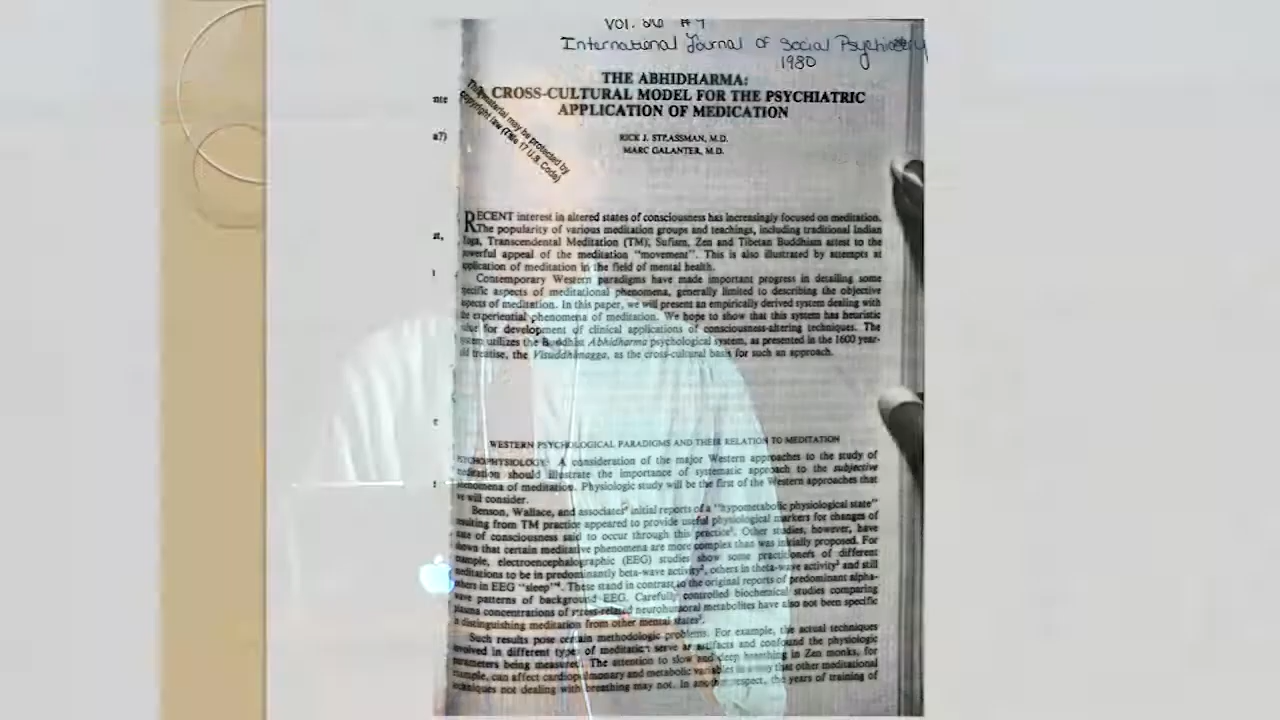 VOL. 26 #4
International Journal of Social Psychiatry
1980
THE ABHIDHARMA:
A CROSS-CULTURAL MODEL FOR THE PSYCHIATRIC
APPLICATION OF MEDICATION
This material may be protected by
copyright law (Title 17 U.S. Code)
RICK J. STRASSMAN, M.D.
MARC GALANTER, M.D.
RECENT interest in altered states of consciousness has increasingly focused on meditation.
The popularity of various meditation groups and teachings, including traditional Indian
Yoga, Transcendental Meditation (TM), Sufism, Zen and Tibetan Buddhism attest to the
powerful appeal of the meditation “movement”. This is also illustrated by attempts at
application of meditation in the field of mental health.
Contemporary Western paradigms have made important progress in detailing some
specific aspects of meditational phenomena, generally limited to describing the objective
aspects of meditation. In this paper, we will present an empirically derived system dealing with
the experiential phenomena of meditation. We hope to show that this system has heuristic
value for development of clinical applications of consciousness-altering techniques. The
system utilizes the Buddhist Abhidharma psychological system, as presented in the 1600 year-
old treatise, the Visuddhimagga, as the cross-cultural basis for such an approach.
WESTERN PSYCHOLOGICAL PARADIGMS AND THEIR RELATION TO MEDITATION
PSYCHOPHYSIOLOGY: A consideration of the major Western approaches to the study of
meditation should illustrate the importance of systematic approach to the subjective
phenomena of meditation. Physiologic study will be the first of the Western approaches that
we will consider.
Benson, Wallace, and associates' initial reports of a “hypometabolic physiological state”
resulting from TM practice appeared to provide useful physiological markers for changes of
state of consciousness said to occur through this practice. Other studies, however, have
shown that certain meditative phenomena are more complex than was initially proposed. For
example, electroencephalographic (EEG) studies show some practitioners of different
meditations to be in predominantly beta-wave activity, others in theta-wave activity and still
others in EEG “sleep”. These stand in contrast to the original reports of predominant alpha-
wave patterns of background EEG. Carefully controlled biochemical studies comparing
plasma concentrations of stress-related neurohumoral metabolites have also not been specific
in distinguishing meditation from other mental states.
Such results pose certain methodologic problems. For example, the actual techniques
involved in different types of meditation serve as artifacts and confound the physiologic
parameters being measured. The attention to slow and deep breathing in Zen monks, for
example, can affect cardiopulmonary and metabolic variables in a way that other meditational
techniques not dealing with breathing may not. In another respect, the years of training of